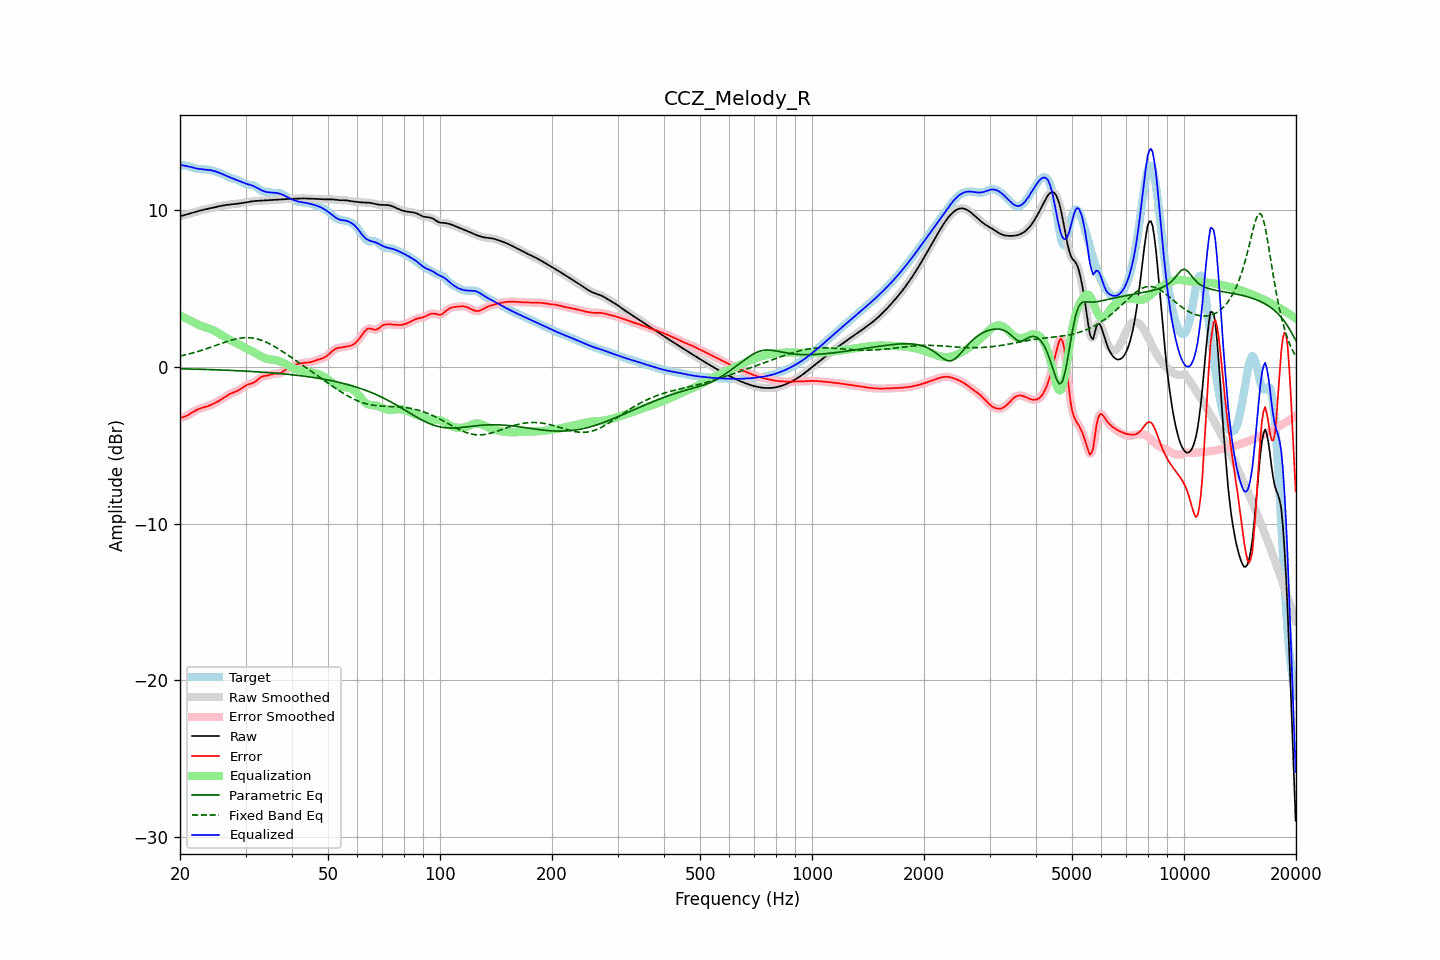 CCZ_Melody_R
Amplitude (dBr)
10
0
−10
−20
−30
Target
Raw Smoothed
Error Smoothed
Raw
Error
Equalization
Parametric Eq
Fixed Band Eq
Equalized
20 50 100 200 500 1000 2000 5000 10000 20000
Frequency (Hz)